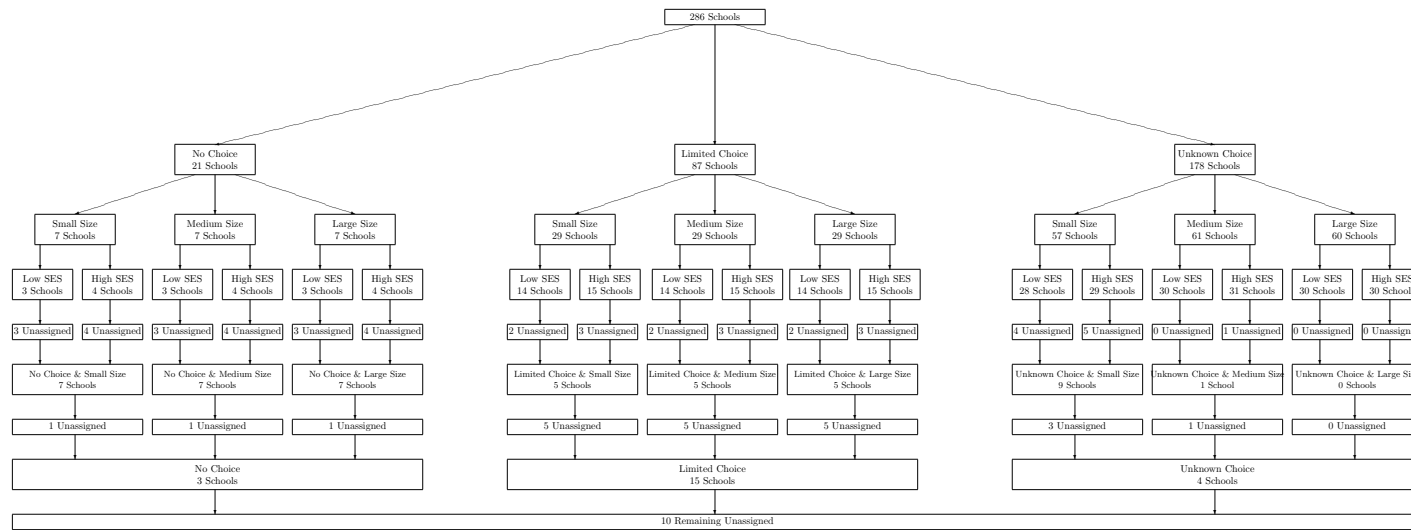 286 Schools
No Choice
21 Schools
Limited Choice
87 Schools
Unknown Choice
178 Schools
Small Size
7 Schools
Medium Size
7 Schools
Large Size
7 Schools
Small Size
29 Schools
Medium Size
29 Schools
Large Size
29 Schools
Small Size
57 Schools
Medium Size
61 Schools
Large Size
60 Schools
Low SES
3 Schools
High SES
4 Schools
Low SES
3 Schools
High SES
4 Schools
Low SES
3 Schools
High SES
4 Schools
Low SES
14 Schools
High SES
15 Schools
Low SES
14 Schools
High SES
15 Schools
Low SES
14 Schools
High SES
15 Schools
Low SES
28 Schools
High SES
29 Schools
Low SES
30 Schools
High SES
31 Schools
Low SES
30 Schools
High SES
30 Schools
3 Unassigned
4 Unassigned
3 Unassigned
4 Unassigned
3 Unassigned
4 Unassigned
2 Unassigned
3 Unassigned
2 Unassigned
3 Unassigned
2 Unassigned
3 Unassigned
4 Unassigned
5 Unassigned
0 Unassigned
1 Unassigned
0 Unassigned
0 Unassign
No Choice & Small Size
7 Schools
No Choice & Medium Size
7 Schools
No Choice & Large Size
7 Schools
Limited Choice & Small Size
5 Schools
Limited Choice & Medium Size
5 Schools
Limited Choice & Large Size
5 Schools
Unknown Choice & Small Size
9 Schools
Unknown Choice & Medium Size
1 School
Unknown Choice & Large Siz
0 Schools
1 Unassigned
1 Unassigned
1 Unassigned
5 Unassigned
5 Unassigned
5 Unassigned
3 Unassigned
1 Unassigned
0 Unassigned
No Choice
3 Schools
Limited Choice
15 Schools
Unknown Choice
4 Schools
10 Remaining Unassigned